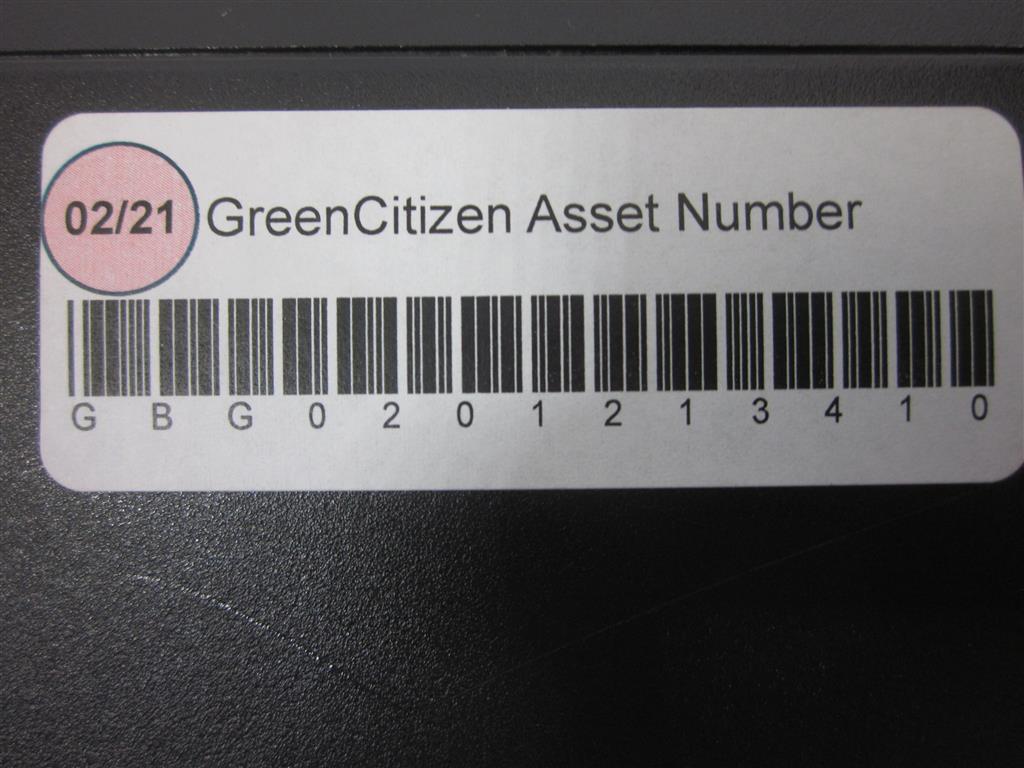 02/21 GreenCitizen Asset Number
G B G 0 2 0 1 2 1 3 4 1 0